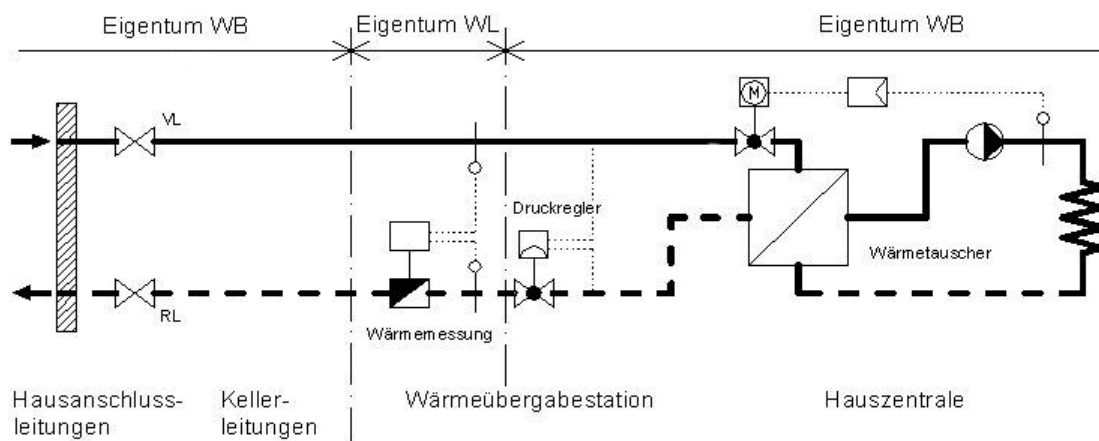 Eigentum WB
Eigentum WL
Eigentum WB
VL
M
Druckregler
Wärmetauscher
RL
Wärmemessung
Hausanschluss-
leitungen
Keller-
leitungen
Wärmeübergabestation
Hauszentrale